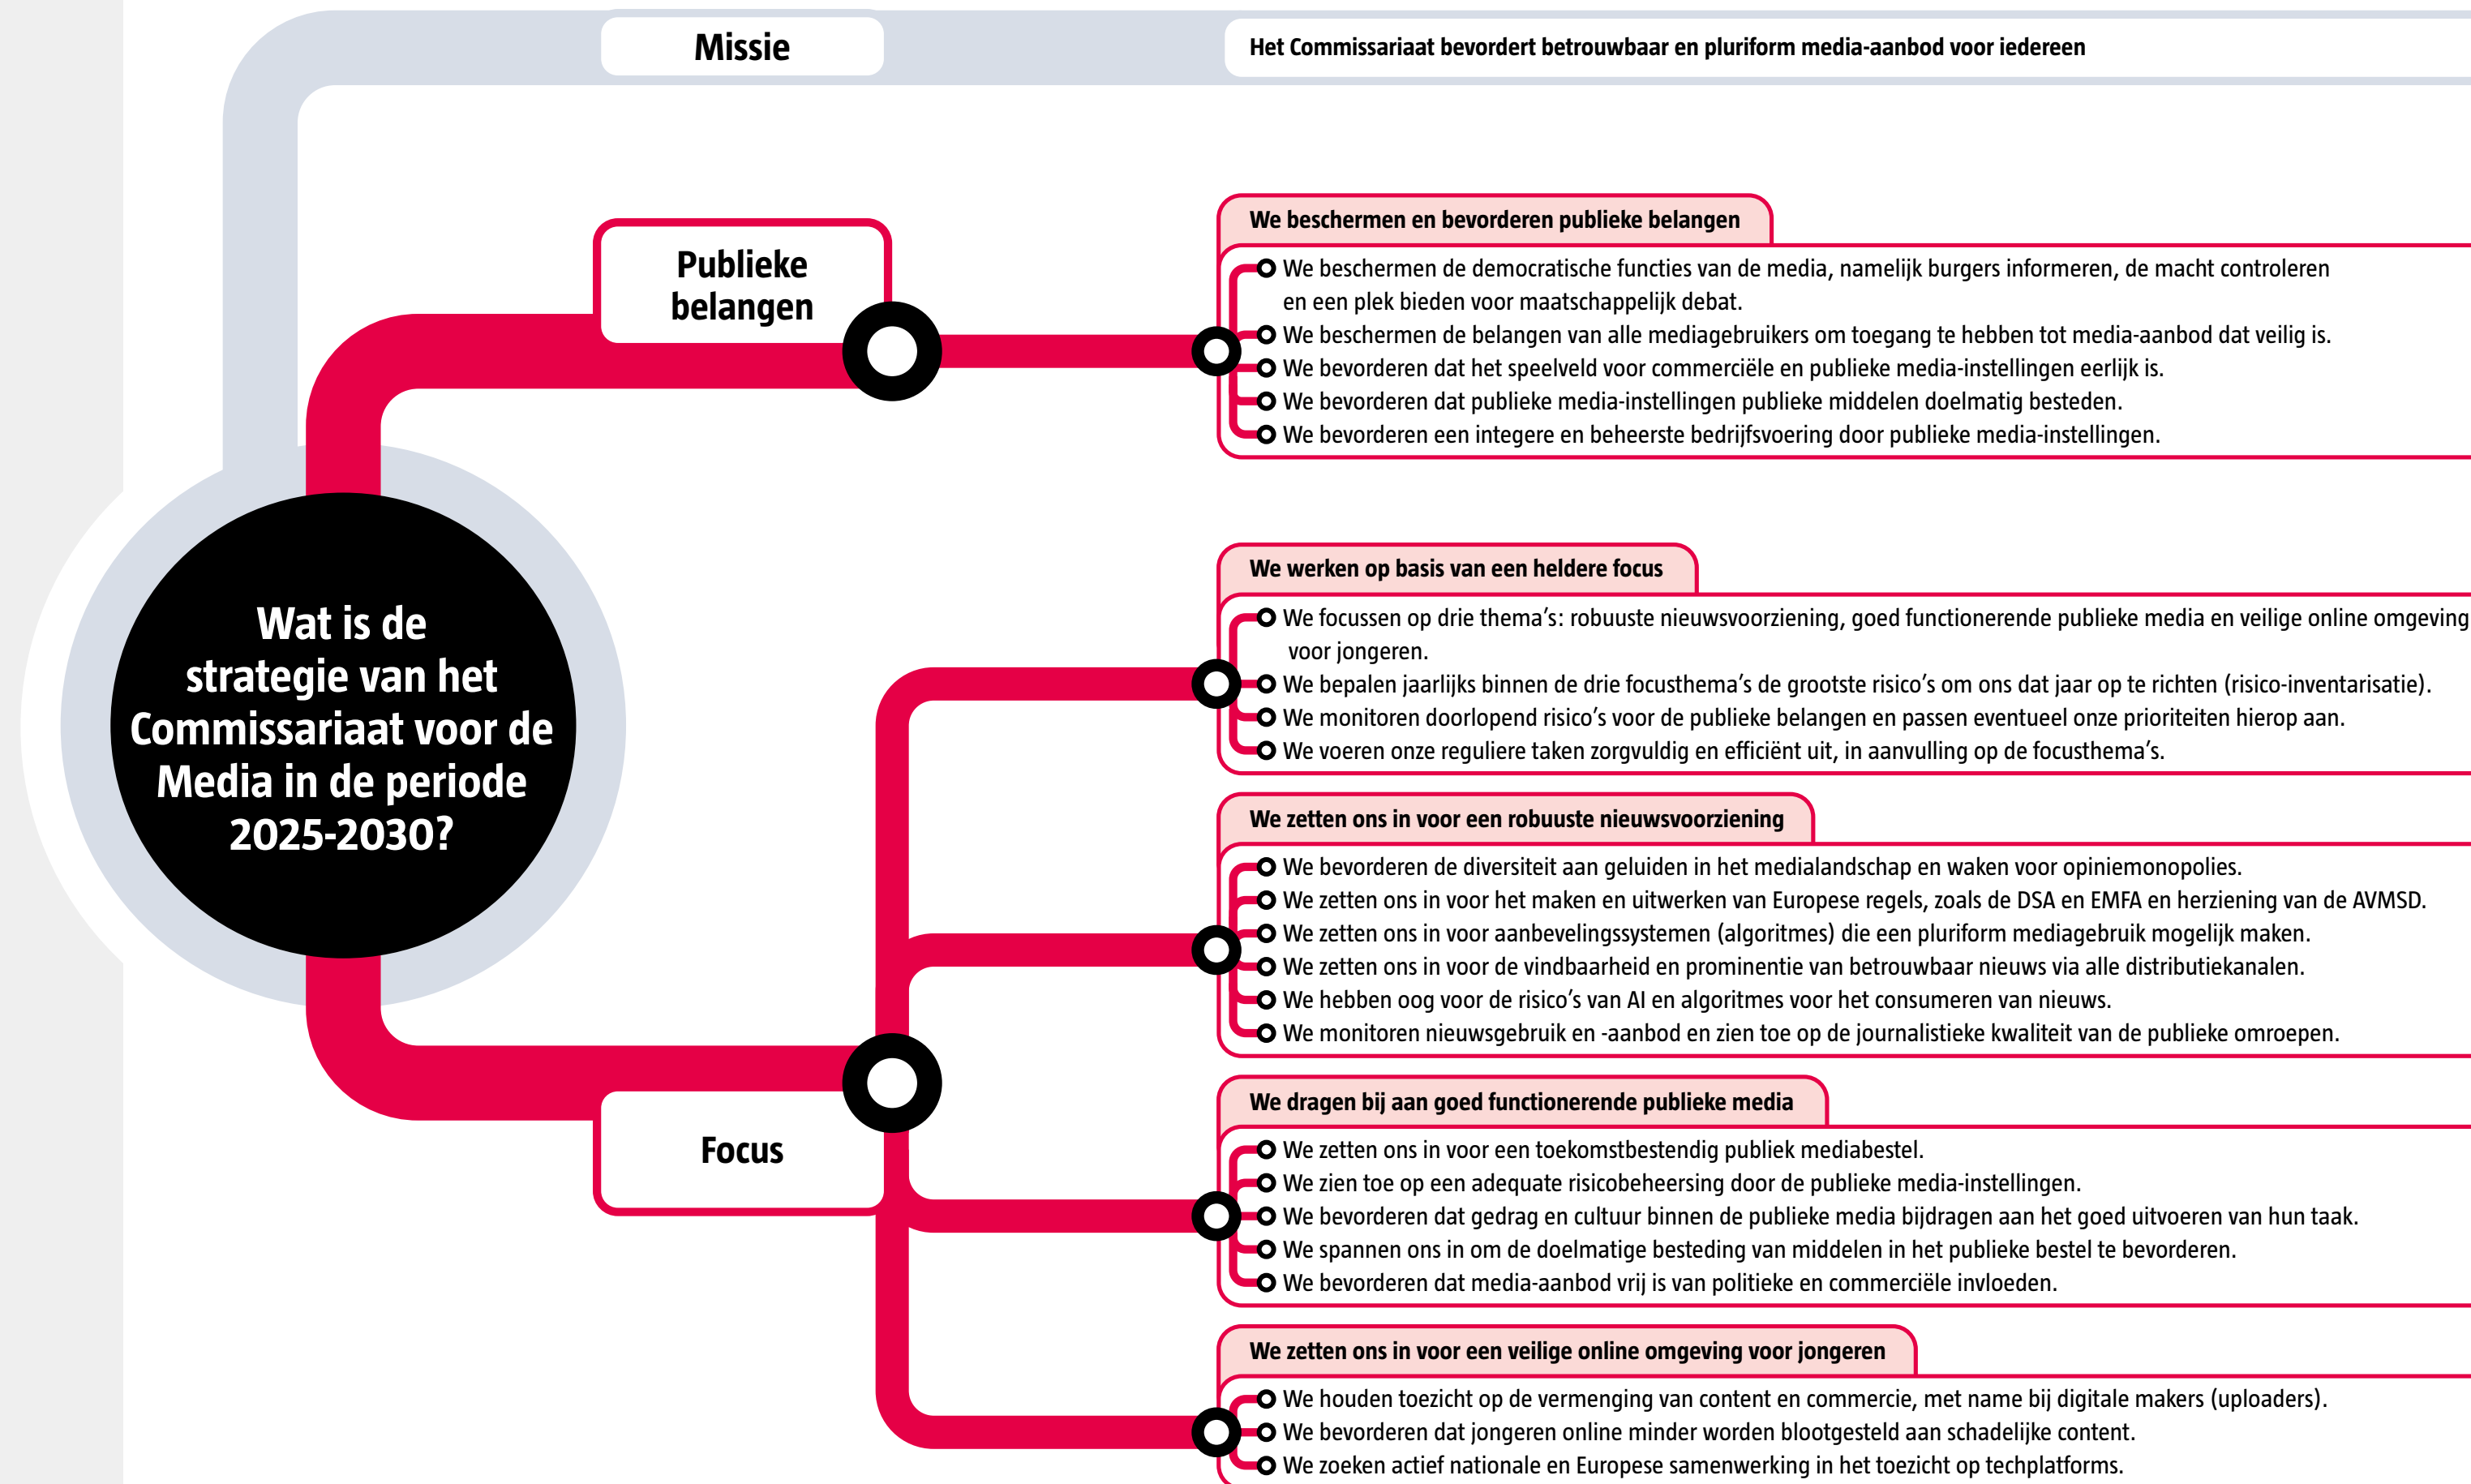 Missie
Het Commissariaat bevordert betrouwbaar en pluriform media-aanbod voor iedereen
Wat is de
strategie van het
Commissariaat voor de
Media in de periode
2025-2030?
Publieke
belangen
We beschermen en bevorderen publieke belangen
We beschermen de democratische functies van de media, namelijk burgers informeren, de macht controleren
en een plek bieden voor maatschappelijk debat.
We beschermen de belangen van alle mediagebruikers om toegang te hebben tot media-aanbod dat veilig is.
We bevorderen dat het speelveld voor commerciële en publieke media-instellingen eerlijk is.
We bevorderen dat publieke media-instellingen publieke middelen doelmatig besteden.
We bevorderen een integere en beheerste bedrijfsvoering door publieke media-instellingen.
Focus
We werken op basis van een heldere focus
We focussen op drie thema’s: robuuste nieuwsvoorziening, goed functionerende publieke media en veilige online omgeving
voor jongeren.
We bepalen jaarlijks binnen de drie focusthema’s de grootste risico’s om ons dat jaar op te richten (risico-inventarisatie).
We monitoren doorlopend risico’s voor de publieke belangen en passen eventueel onze prioriteiten hierop aan.
We voeren onze reguliere taken zorgvuldig en efficiënt uit, in aanvulling op de focusthema’s.
We zetten ons in voor een robuuste nieuwsvoorziening
We bevorderen de diversiteit aan geluiden in het medialandschap en waken voor opiniemonopolies.
We zetten ons in voor het maken en uitwerken van Europese regels, zoals de DSA en EMFA en herziening van de AVMSD.
We zetten ons in voor aanbevelingssystemen (algoritmes) die een pluriform mediagebruik mogelijk maken.
We zetten ons in voor de vindbaarheid en prominentie van betrouwbaar nieuws via alle distributiekanalen.
We hebben oog voor de risico’s van AI en algoritmes voor het consumeren van nieuws.
We monitoren nieuwsgebruik en -aanbod en zien toe op de journalistieke kwaliteit van de publieke omroepen.
We dragen bij aan goed functionerende publieke media
We zetten ons in voor een toekomstbestendig publiek mediabestel.
We zien toe op een adequate risicobeheersing door de publieke media-instellingen.
We bevorderen dat gedrag en cultuur binnen de publieke media bijdragen aan het goed uitvoeren van hun taak.
We spannen ons in om de doelmatige besteding van middelen in het publieke bestel te bevorderen.
We bevorderen dat media-aanbod vrij is van politieke en commerciële invloeden.
We zetten ons in voor een veilige online omgeving voor jongeren
We houden toezicht op de vermenging van content en commercie, met name bij digitale makers (uploaders).
We bevorderen dat jongeren online minder worden blootgesteld aan schadelijke content.
We zoeken actief nationale en Europese samenwerking in het toezicht op techplatforms.